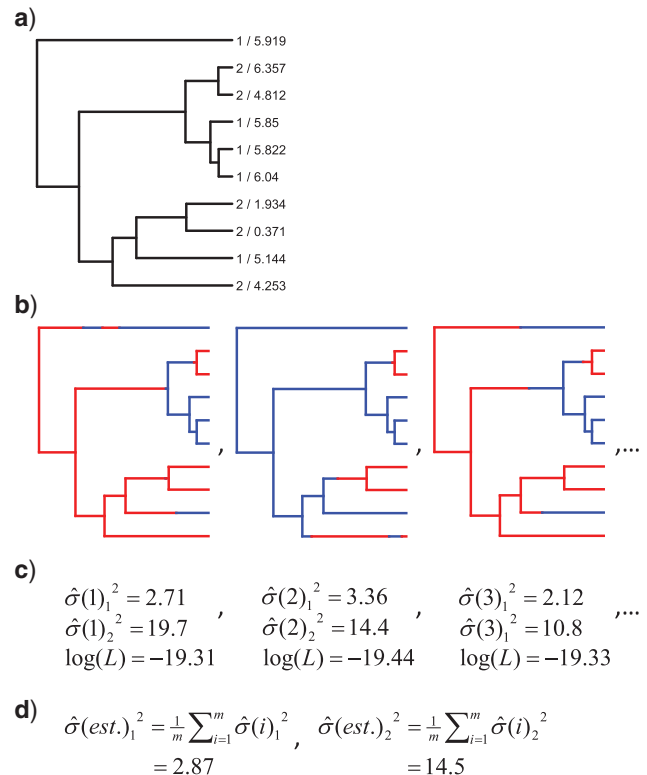 a)
1 / 5.919
2 / 6.357
2 / 4.812
1 / 5.85
1 / 5.822
1 / 6.04
2 / 1.934
2 / 0.371
1 / 5.144
2 / 4.253
b)
, , ,...
c)
σ̂(1)₁² = 2.71 , σ̂(2)₁² = 3.36 , σ̂(3)₁² = 2.12 ,...
σ̂(1)₂² = 19.7 σ̂(2)₂² = 14.4 σ̂(3)₁² = 10.8
log(L) = −19.31 log(L) = −19.44 log(L) = −19.33
d)
σ̂(est.)₁² = 1/m ∑ᵢ₌₁ᵐ σ̂(i)₁² , σ̂(est.)₂² = 1/m ∑ᵢ₌₁ᵐ σ̂(i)₂²
= 2.87 = 14.5